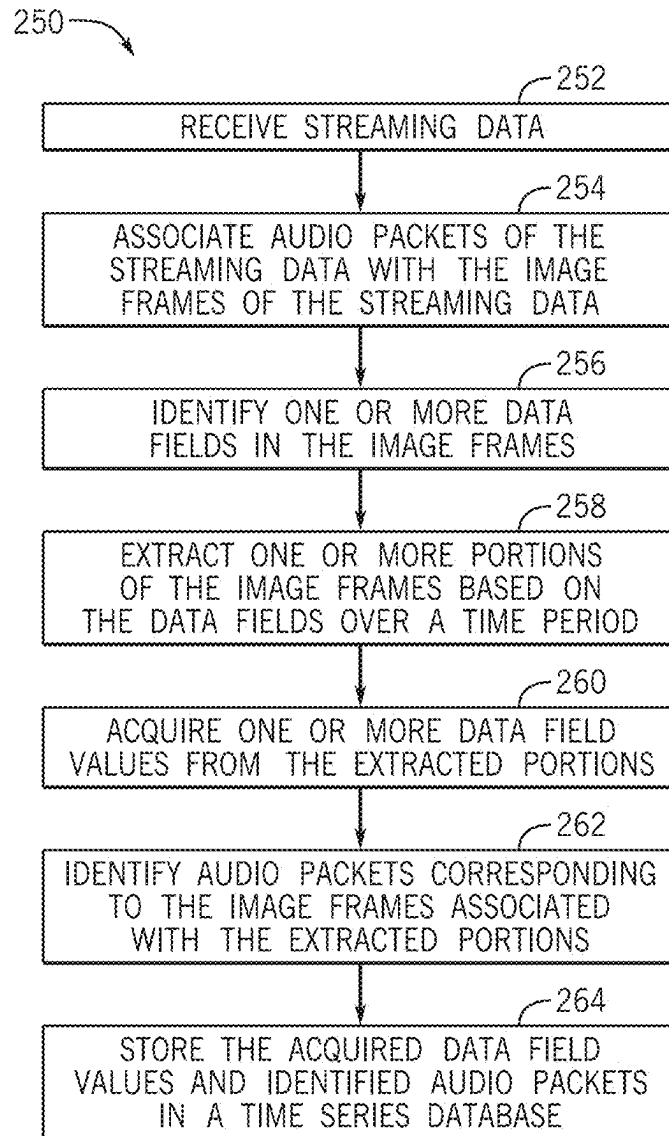 250
252
RECEIVE STREAMING DATA
254
ASSOCIATE AUDIO PACKETS OF THE
STREAMING DATA WITH THE IMAGE
FRAMES OF THE STREAMING DATA
256
IDENTIFY ONE OR MORE DATA
FIELDS IN THE IMAGE FRAMES
258
EXTRACT ONE OR MORE PORTIONS
OF THE IMAGE FRAMES BASED ON
THE DATA FIELDS OVER A TIME PERIOD
260
ACQUIRE ONE OR MORE DATA FIELD
VALUES FROM THE EXTRACTED PORTIONS
262
IDENTIFY AUDIO PACKETS CORRESPONDING
TO THE IMAGE FRAMES ASSOCIATED
WITH THE EXTRACTED PORTIONS
264
STORE THE ACQUIRED DATA FIELD
VALUES AND IDENTIFIED AUDIO PACKETS
IN A TIME SERIES DATABASE